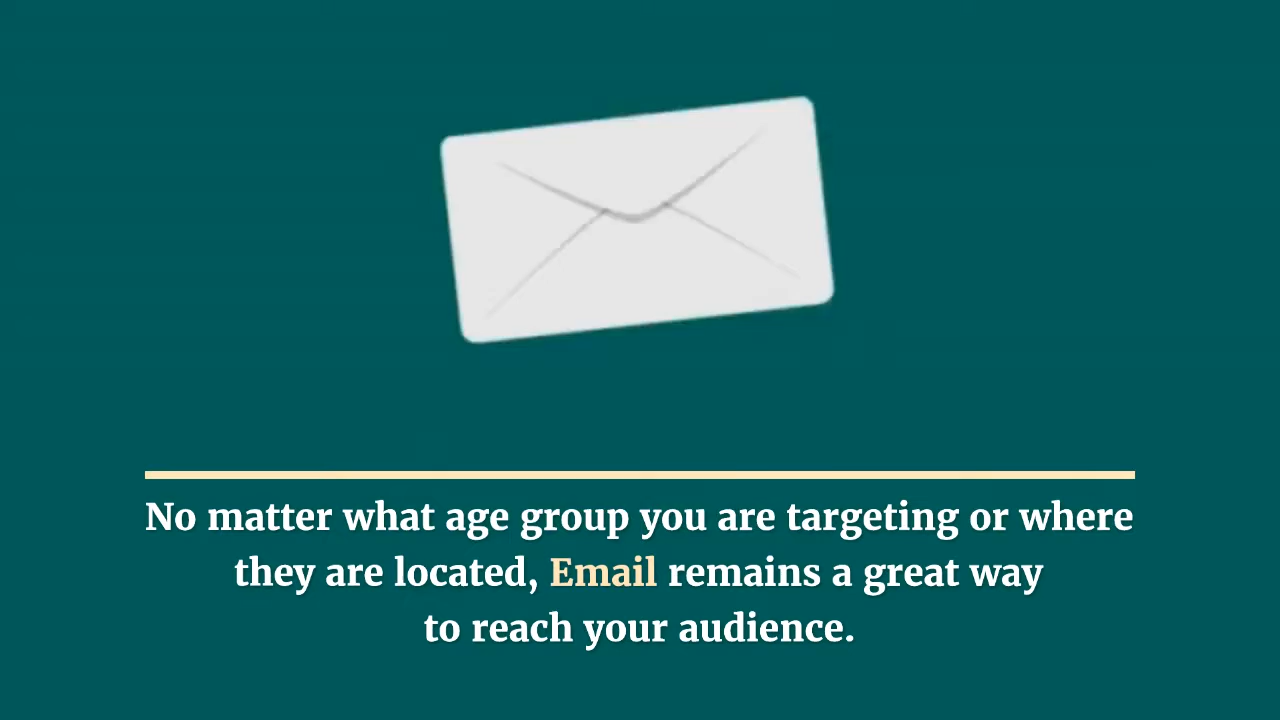 No matter what age group you are targeting or where
they are located, Email remains a great way
to reach your audience.